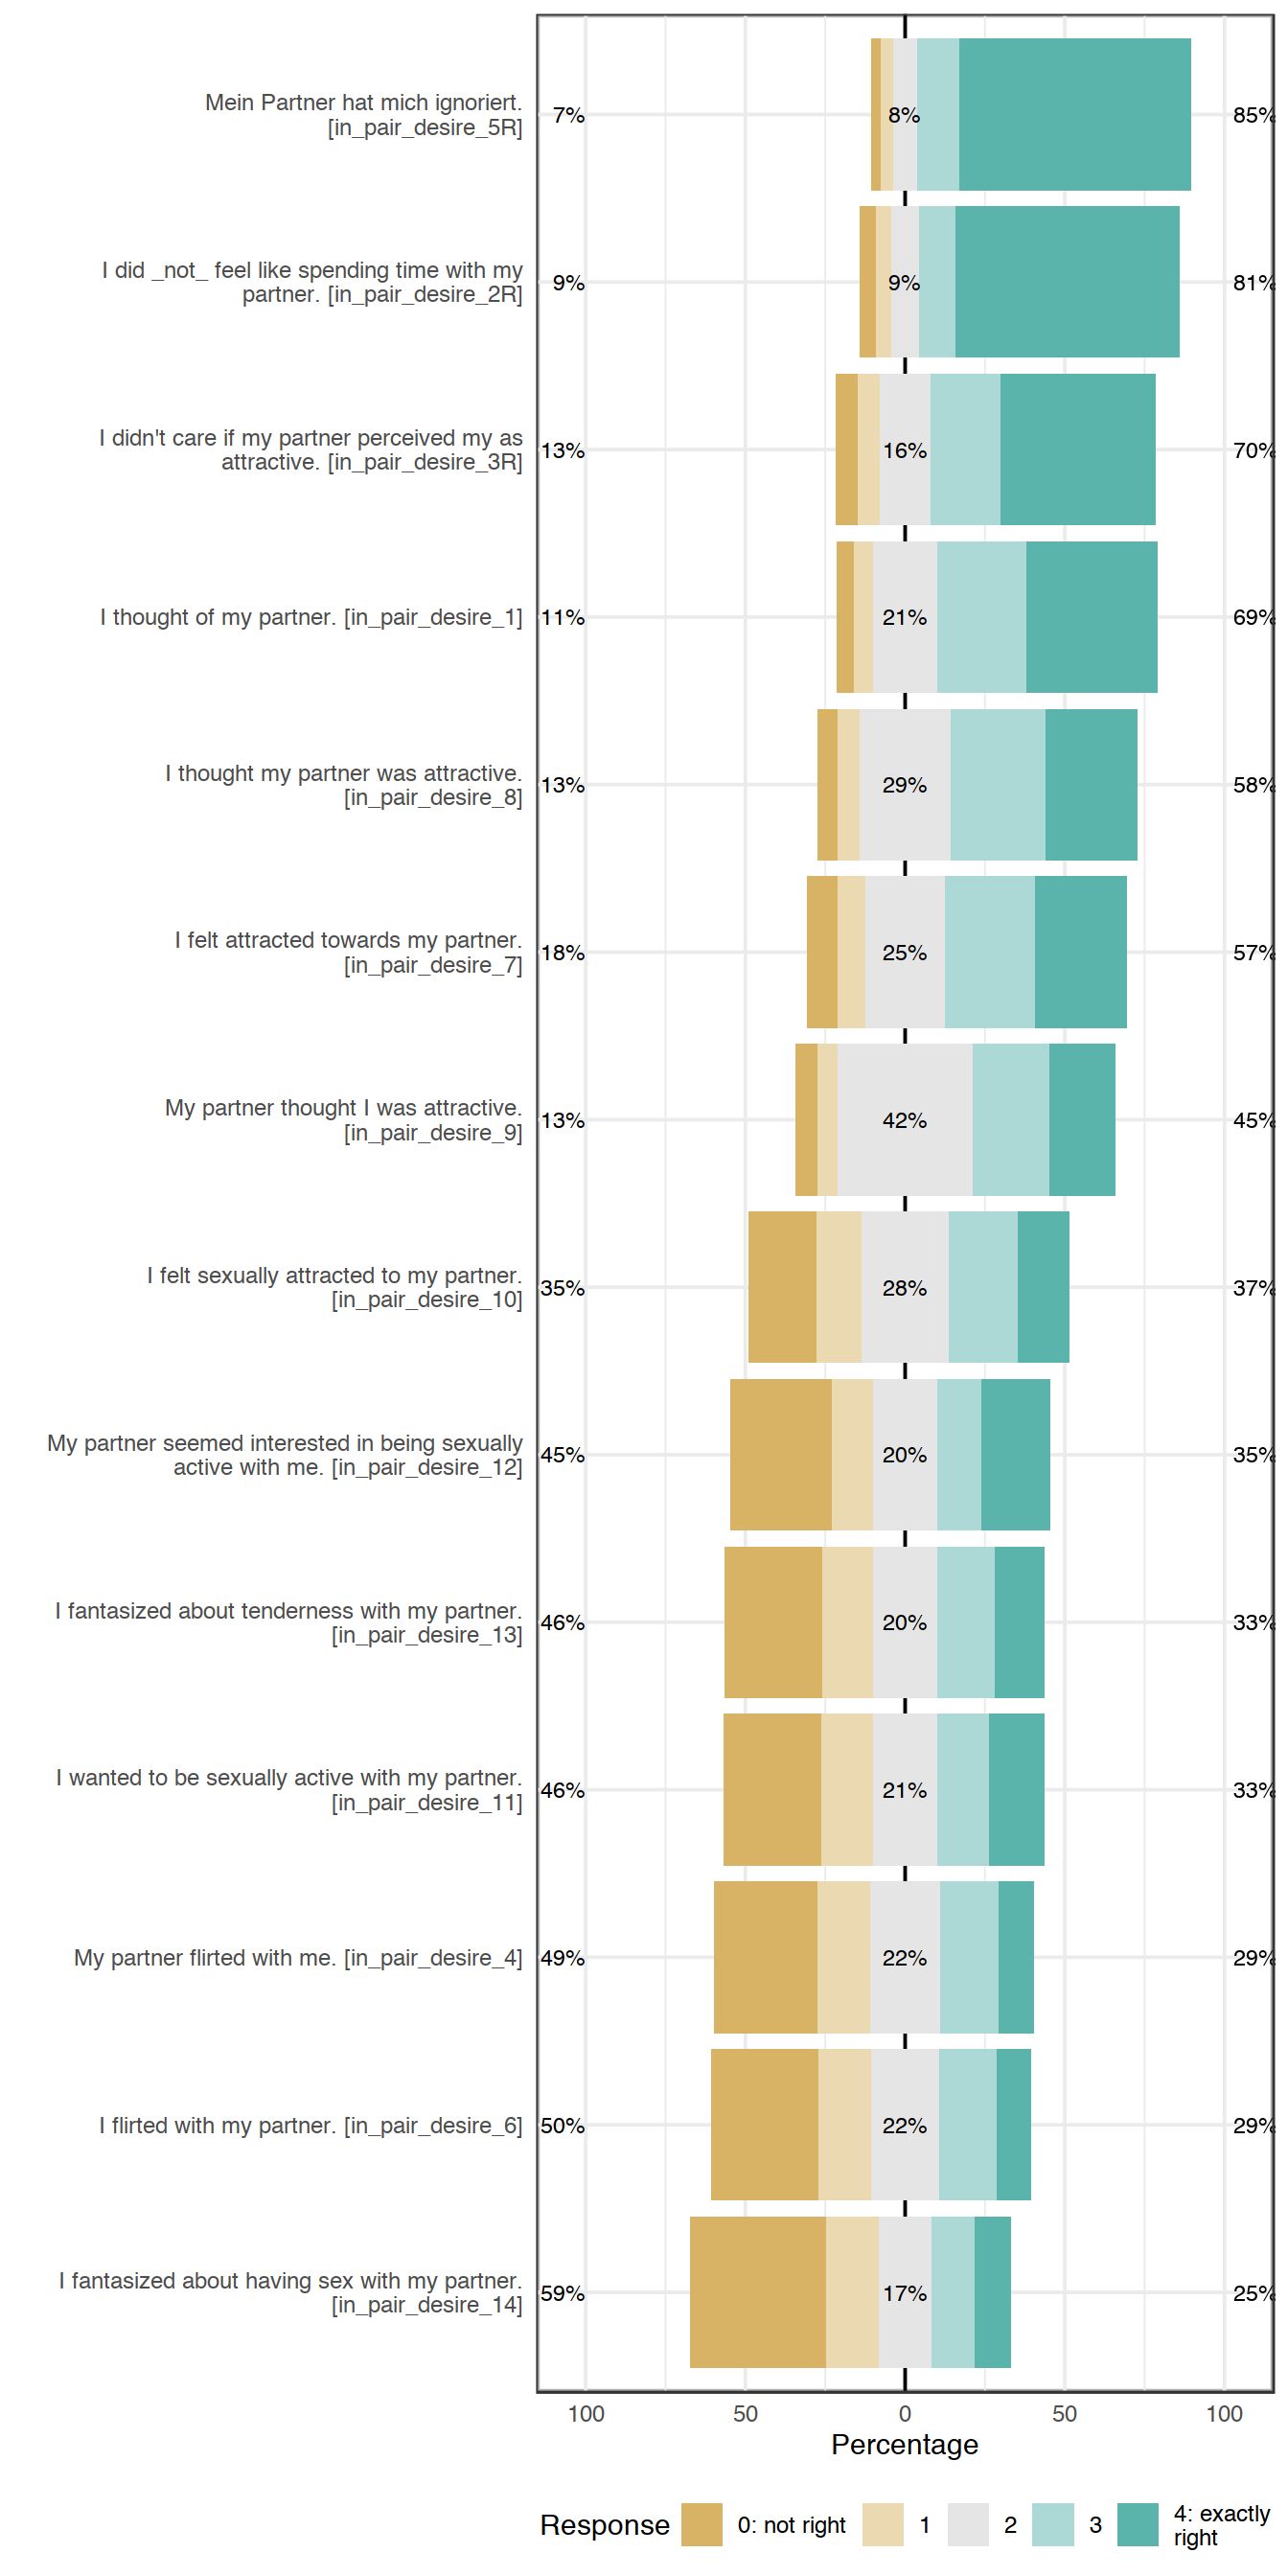 Mein Partner hat mich ignoriert.
[in_pair_desire_5R]
7%
8%
85%
I did _not_ feel like spending time with my
partner. [in_pair_desire_2R]
9%
9%
81%
I didn't care if my partner perceived my as
attractive. [in_pair_desire_3R]
13%
16%
70%
I thought of my partner. [in_pair_desire_1]
11%
21%
69%
I thought my partner was attractive.
[in_pair_desire_8]
13%
29%
58%
I felt attracted towards my partner.
[in_pair_desire_7]
18%
25%
57%
My partner thought I was attractive.
[in_pair_desire_9]
13%
42%
45%
I felt sexually attracted to my partner.
[in_pair_desire_10]
35%
28%
37%
My partner seemed interested in being sexually
active with me. [in_pair_desire_12]
45%
20%
35%
I fantasized about tenderness with my partner.
[in_pair_desire_13]
46%
20%
33%
I wanted to be sexually active with my partner.
[in_pair_desire_11]
46%
21%
33%
My partner flirted with me. [in_pair_desire_4]
49%
22%
29%
I flirted with my partner. [in_pair_desire_6]
50%
22%
29%
I fantasized about having sex with my partner.
[in_pair_desire_14]
59%
17%
25%
100 50 0 50 100
Percentage
Response 0: not right 1 2 3 4: exactly
right